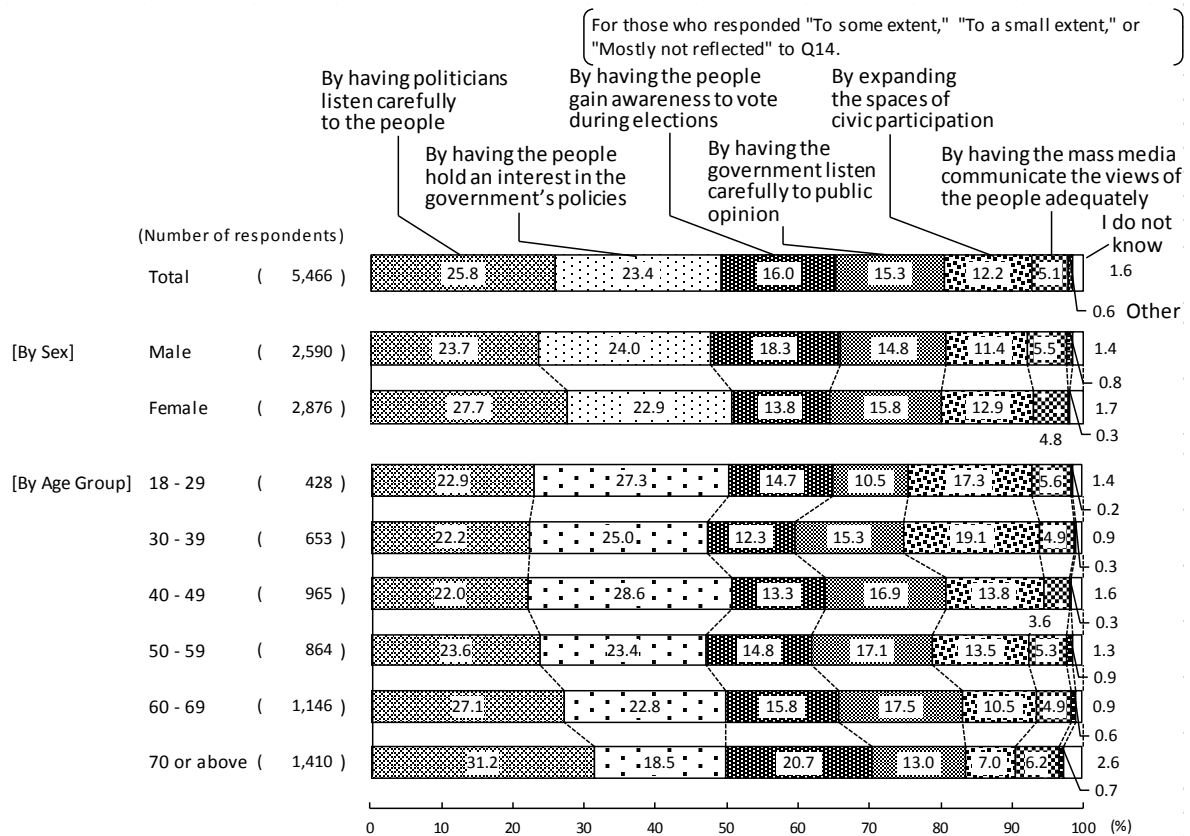 For those who responded "To some extent," "To a small extent," or
"Mostly not reflected" to Q14.
By having politicians
listen carefully
to the people
By having the people
hold an interest in the
government's policies
By having the people
gain awareness to vote
during elections
By having the
government listen
carefully to public
opinion
By expanding
the spaces of
civic participation
By having the mass media
communicate the views of
the people adequately
I do not
know
(Number of respondents)
Total ( 5,466 ) 25.8 23.4 16.0 15.3 12.2 5.1 1.6
0.6 Other
[By Sex] Male ( 2,590 ) 23.7 24.0 18.3 14.8 11.4 5.5 1.4
0.8
Female ( 2,876 ) 27.7 22.9 13.8 15.8 12.9 1.7
4.8 0.3
[By Age Group] 18 - 29 ( 428 ) 22.9 27.3 14.7 10.5 17.3 5.6 1.4
0.2
30 - 39 ( 653 ) 22.2 25.0 12.3 15.3 19.1 4.9 0.9
0.3
40 - 49 ( 965 ) 22.0 28.6 13.3 16.9 13.8 1.6
3.6 0.3
50 - 59 ( 864 ) 23.6 23.4 14.8 17.1 13.5 5.3 1.3
0.9
60 - 69 ( 1,146 ) 27.1 22.8 15.8 17.5 10.5 4.9 0.9
0.6
70 or above ( 1,410 ) 31.2 18.5 20.7 13.0 7.0 6.2 2.6
0.7
0 10 20 30 40 50 60 70 80 90 100 (%)